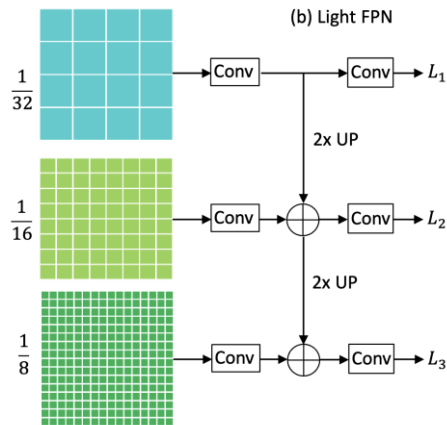 (b) Light FPN
1
32
Conv
Conv
L₁
2x UP
1
16
Conv
Conv
L₂
2x UP
1
8
Conv
Conv
L₃